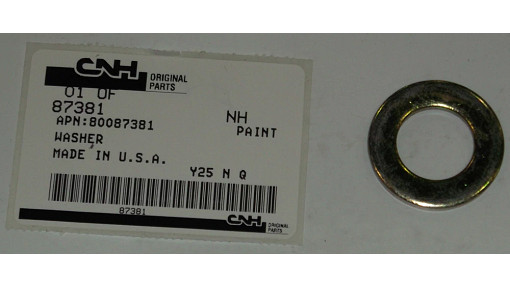 CNH ORIGINAL PARTS
01 OF
87381 NH
APN:80087381 PAINT
WASHER
MADE IN U.S.A.
Y25 N Q
87381 CNH ORIGINAL PARTS